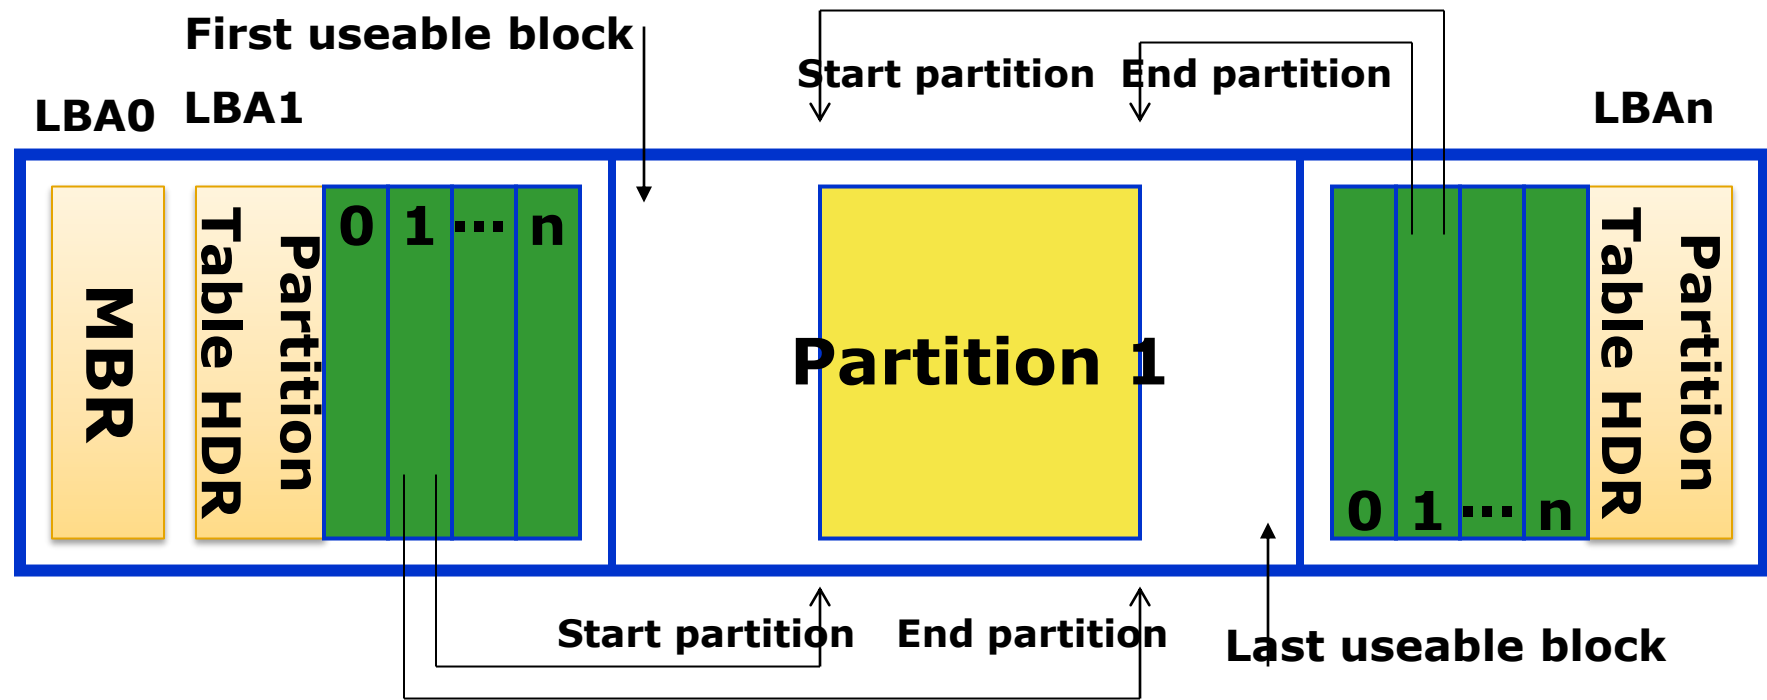 First useable block
Start partition End partition
LBA0 LBA1 LBAn
MBR
Partition
Table HDR
0 1 ... n
Partition 1
0 1 ... n
Partition
Table HDR
Start partition End partition
Last useable block